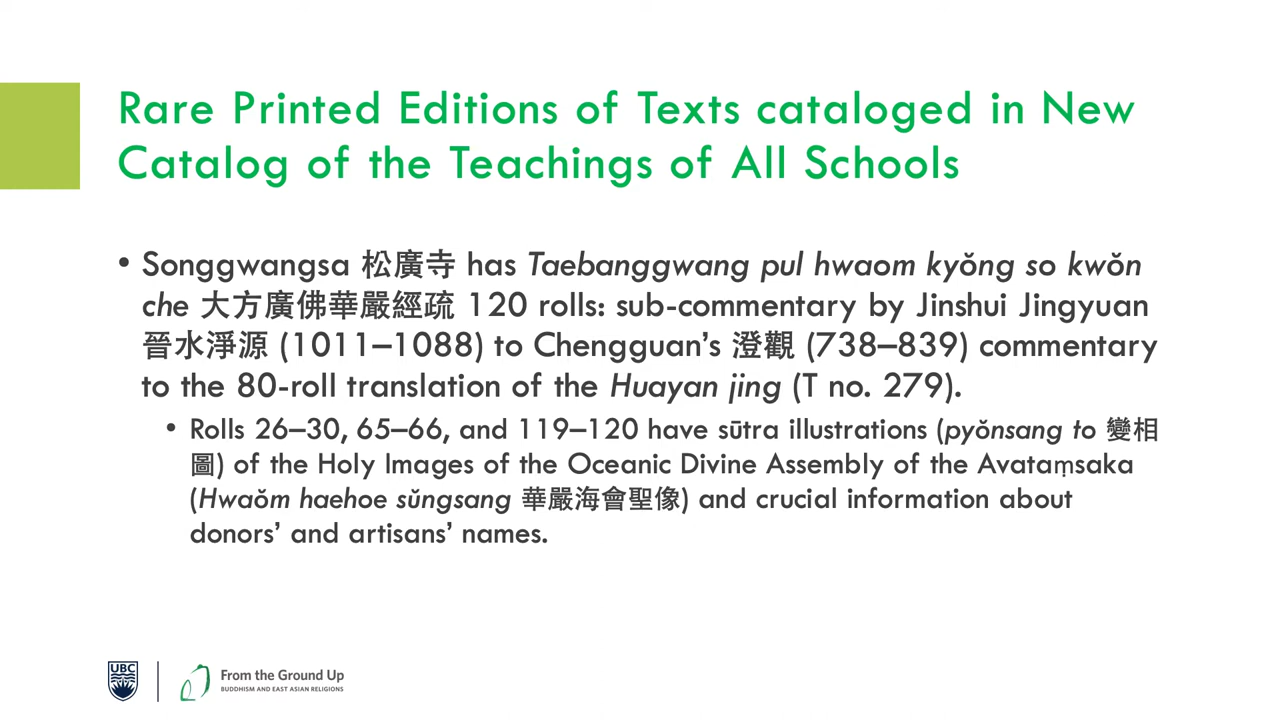 Rare Printed Editions of Texts cataloged in New
Catalog of the Teachings of All Schools
• Songgwangsa 松廣寺 has Taebanggwang pul hwaom kyŏng so kwŏn
che 大方廣佛華嚴經疏 120 rolls: sub-commentary by Jinshui Jingyuan
晉水淨源 (1011–1088) to Chengguan’s 澄觀 (738–839) commentary
to the 80-roll translation of the Huayan jing (T no. 279).
• Rolls 26–30, 65–66, and 119–120 have sūtra illustrations (pyŏnsang to 變相
圖) of the Holy Images of the Oceanic Divine Assembly of the Avataṃsaka
(Hwaŏm haehoe sŭngsang 華嚴海會聖像) and crucial information about
donors’ and artisans’ names.
UBC
From the Ground Up
BUDDHISM AND EAST ASIAN RELIGIONS